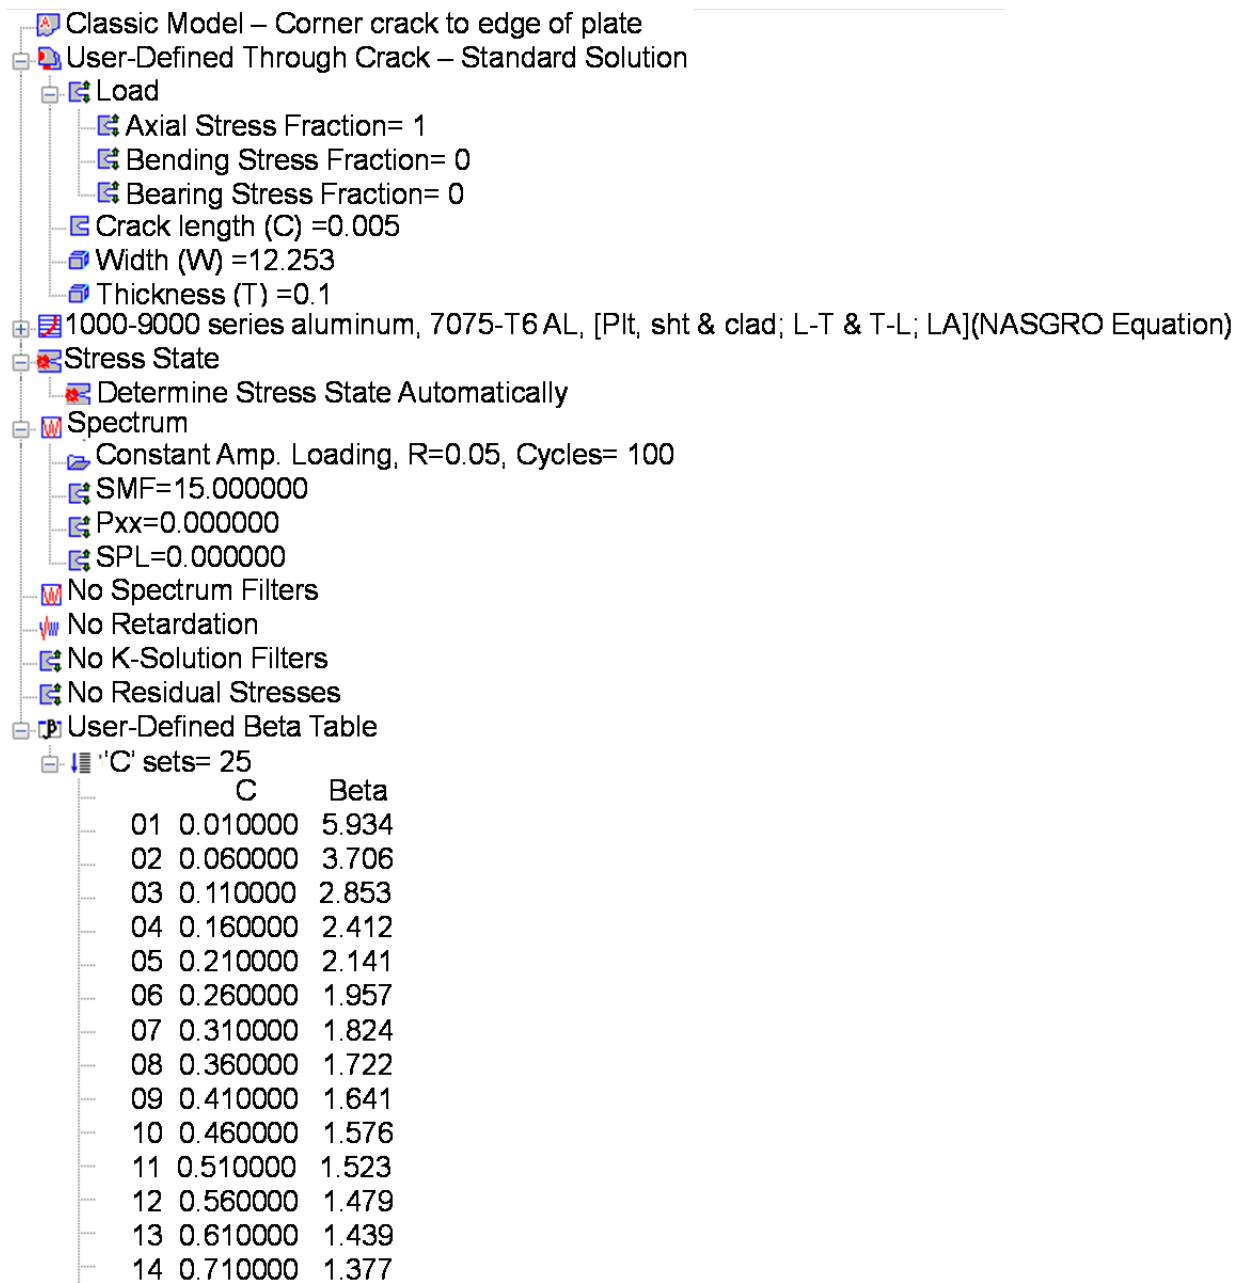 Classic Model – Corner crack to edge of plate
User-Defined Through Crack – Standard Solution
Load
Axial Stress Fraction= 1
Bending Stress Fraction= 0
Bearing Stress Fraction= 0
Crack length (C) =0.005
Width (W) =12.253
Thickness (T) =0.1
1000-9000 series aluminum, 7075-T6 AL, [Plt, sht & clad; L-T & T-L; LA](NASGRO Equation)
Stress State
Determine Stress State Automatically
Spectrum
Constant Amp. Loading, R=0.05, Cycles= 100
SMF=15.000000
Pxx=0.000000
SPL=0.000000
No Spectrum Filters
No Retardation
No K-Solution Filters
No Residual Stresses
User-Defined Beta Table
'C' sets= 25
C Beta
01 0.010000 5.934
02 0.060000 3.706
03 0.110000 2.853
04 0.160000 2.412
05 0.210000 2.141
06 0.260000 1.957
07 0.310000 1.824
08 0.360000 1.722
09 0.410000 1.641
10 0.460000 1.576
11 0.510000 1.523
12 0.560000 1.479
13 0.610000 1.439
14 0.710000 1.377